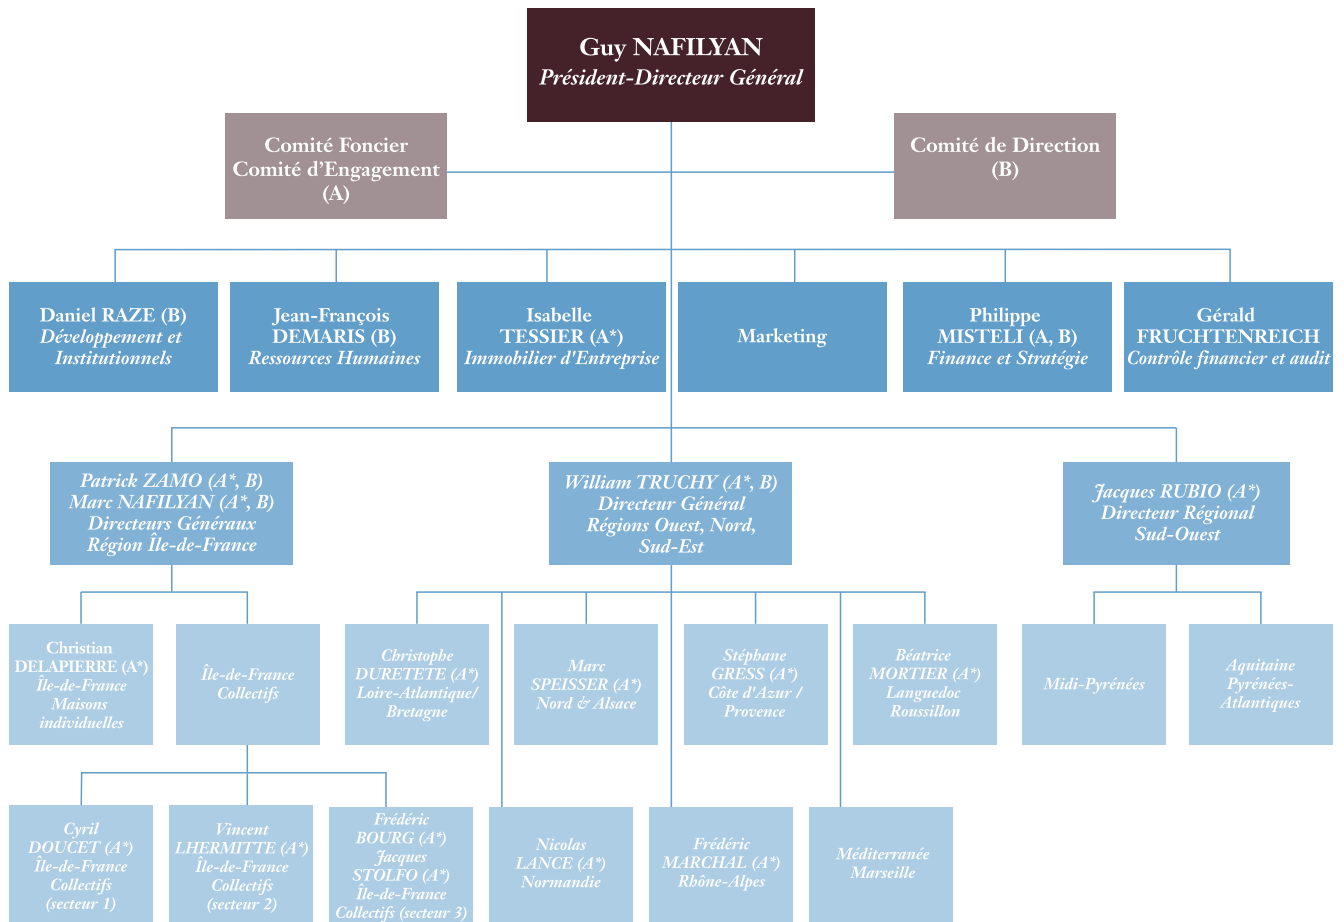 Guy NAFILYAN
Président-Directeur Général
Comité Foncier
Comité d'Engagement
(A)
Comité de Direction
(B)
Daniel RAZE (B)
Développement et
Institutionnels
Jean-François
DEMARIS (B)
Ressources Humaines
Isabelle
TESSIER (A*)
Immobilier d'Entreprise
Marketing
Philippe
MISTELI (A, B)
Finance et Stratégie
Gérald
FRUCHTENREICH
Contrôle financier et audit
Patrick ZAMO (A*, B)
Marc NAFILYAN (A*, B)
Directeurs Généraux
Région Île-de-France
William TRUCHY (A*, B)
Directeur Général
Régions Ouest, Nord,
Sud-Est
Jacques RUBIO (A*)
Directeur Régional
Sud-Ouest
Christian
DELAPIERRE (A*)
Île-de-France
Maisons
individuelles
Île-de-France
Collectifs
Christophe
DURETETE (A*)
Loire-Atlantique/
Bretagne
Marc
SPEISSER (A*)
Nord & Alsace
Stéphane
GRESS (A*)
Côte d'Azur /
Provence
Béatrice
MORTIER (A*)
Languedoc
Roussillon
Midi-Pyrénées
Aquitaine
Pyrénées-
Atlantiques
Cyril
DOUCET (A*)
Île-de-France
Collectifs
(secteur 1)
Vincent
LHERMITTE (A*)
Île-de-France
Collectifs
(secteur 2)
Frédéric
BOURG (A*)
Jacques
STOLFO (A*)
Île-de-France
Collectifs (secteur 3)
Nicolas
LANCE (A*)
Normandie
Frédéric
MARCHAL (A*)
Rhône-Alpes
Méditerranée
Marseille